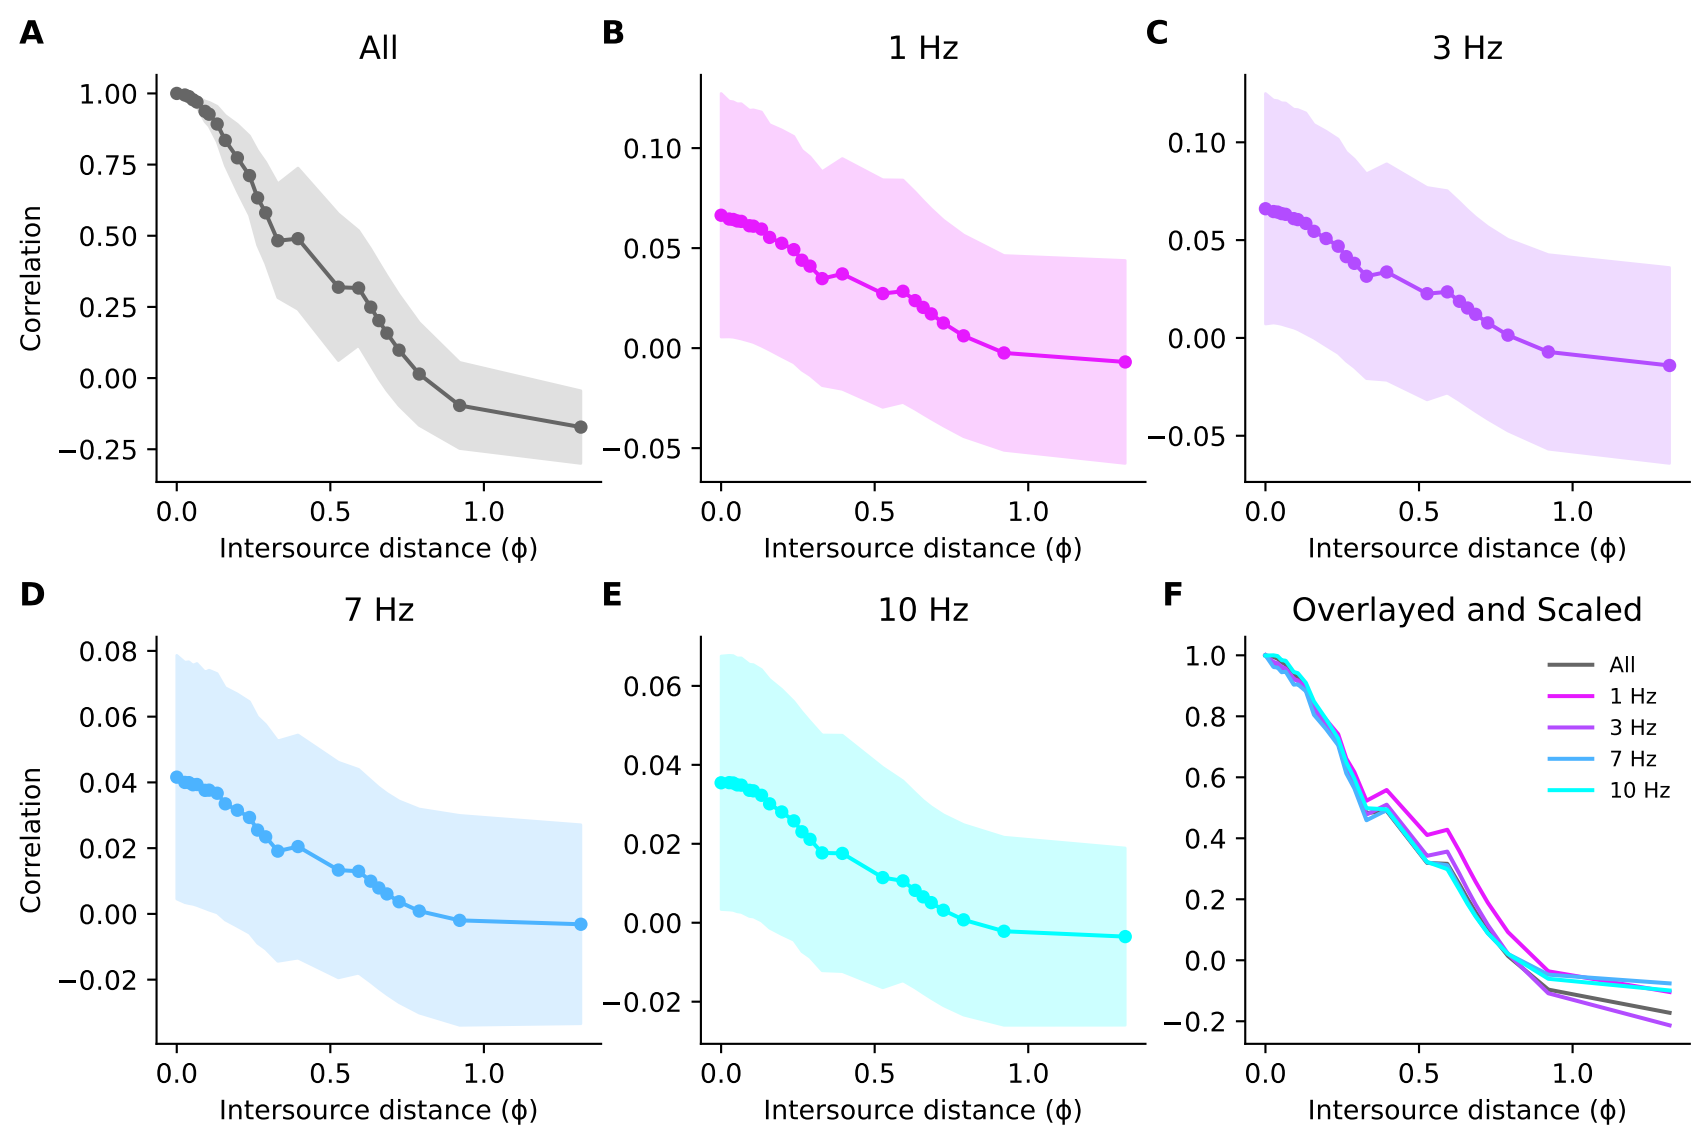 A
All
Correlation
1.00
0.75
0.50
0.25
0.00
−0.25
0.0 0.5 1.0
Intersource distance (ϕ)
B
1 Hz
0.10
0.05
0.00
−0.05
0.0 0.5 1.0
Intersource distance (ϕ)
C
3 Hz
0.10
0.05
0.00
−0.05
0.0 0.5 1.0
Intersource distance (ϕ)
D
7 Hz
Correlation
0.08
0.06
0.04
0.02
0.00
−0.02
0.0 0.5 1.0
Intersource distance (ϕ)
E
10 Hz
0.06
0.04
0.02
0.00
−0.02
0.0 0.5 1.0
Intersource distance (ϕ)
F
Overlayed and Scaled
1.0
0.8
0.6
0.4
0.2
0.0
−0.2
All
1 Hz
3 Hz
7 Hz
10 Hz
0.0 0.5 1.0
Intersource distance (ϕ)